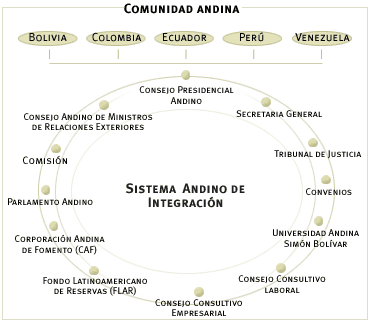 COMUNIDAD ANDINA
BOLIVIA
COLOMBIA
ECUADOR
PERÚ
VENEZUELA
CONSEJO PRESIDENCIAL
ANDINO
CONSEJO ANDINO DE MINISTROS
DE RELACIONES EXTERIORES
SECRETARIA GENERAL
COMISIÓN
TRIBUNAL DE JUSTICIA
SISTEMA ANDINO DE
INTEGRACIÓN
PARLAMENTO ANDINO
CONVENIOS
CORPORACIÓN ANDINA
DE FOMENTO (CAF)
UNIVERSIDAD ANDINA
SIMÓN BOLÍVAR
FONDO LATINOAMERICANO
DE RESERVAS (FLAR)
CONSEJO CONSULTIVO
LABORAL
CONSEJO CONSULTIVO
EMPRESARIAL